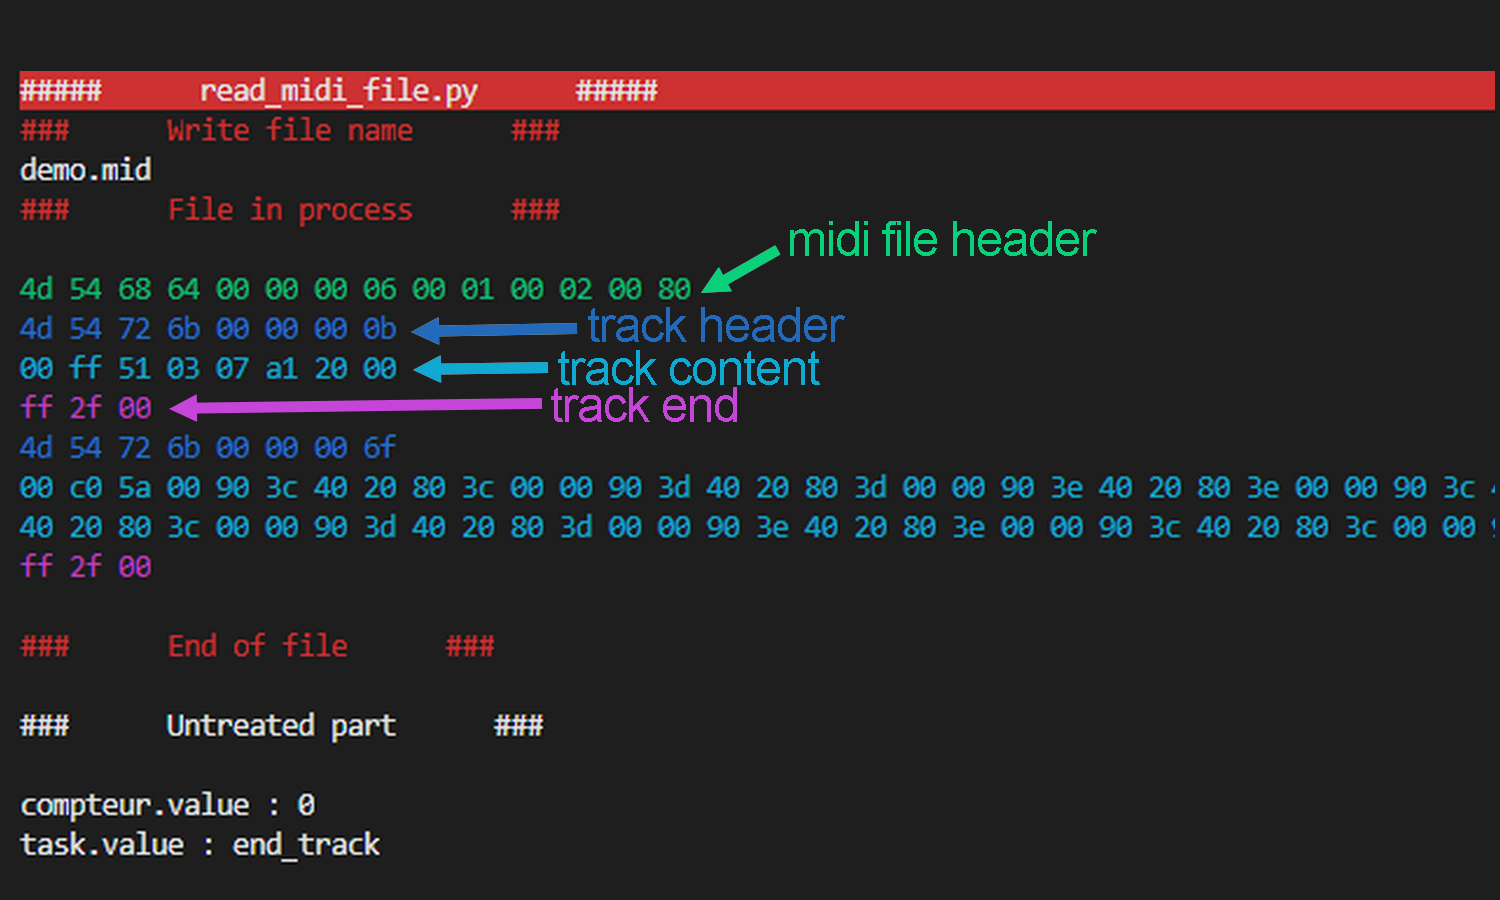 ##### read_midi_file.py #####
### Write file name ###
demo.mid
### File in process ###
midi file header
4d 54 68 64 00 00 00 06 00 01 00 02 00 80
4d 54 72 6b 00 00 00 0b track header
00 ff 51 03 07 a1 20 00 track content
ff 2f 00 track end
4d 54 72 6b 00 00 00 6f
00 c0 5a 00 90 3c 40 20 80 3c 00 00 90 3d 40 20 80 3d 00 00 90 3e 40 20 80 3e 00 00 90 3c
40 20 80 3c 00 00 90 3d 40 20 80 3d 00 00 90 3e 40 20 80 3e 00 00 90 3c 40 20 80 3c 00 00
ff 2f 00
### End of file ###
### Untreated part ###
compteur.value : 0
task.value : end_track